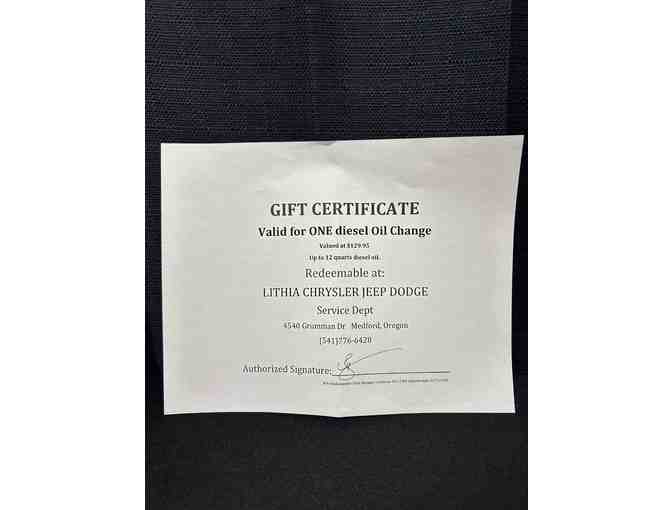 GIFT CERTIFICATE
Valid for ONE diesel Oil Change
Valued at $129.95
Up to 12 quarts diesel oil.
Redeemable at:
LITHIA CHRYSLER JEEP DODGE
Service Dept
4540 Grumman Dr Medford, Oregon
(541)776-6420
Authorized Signature: